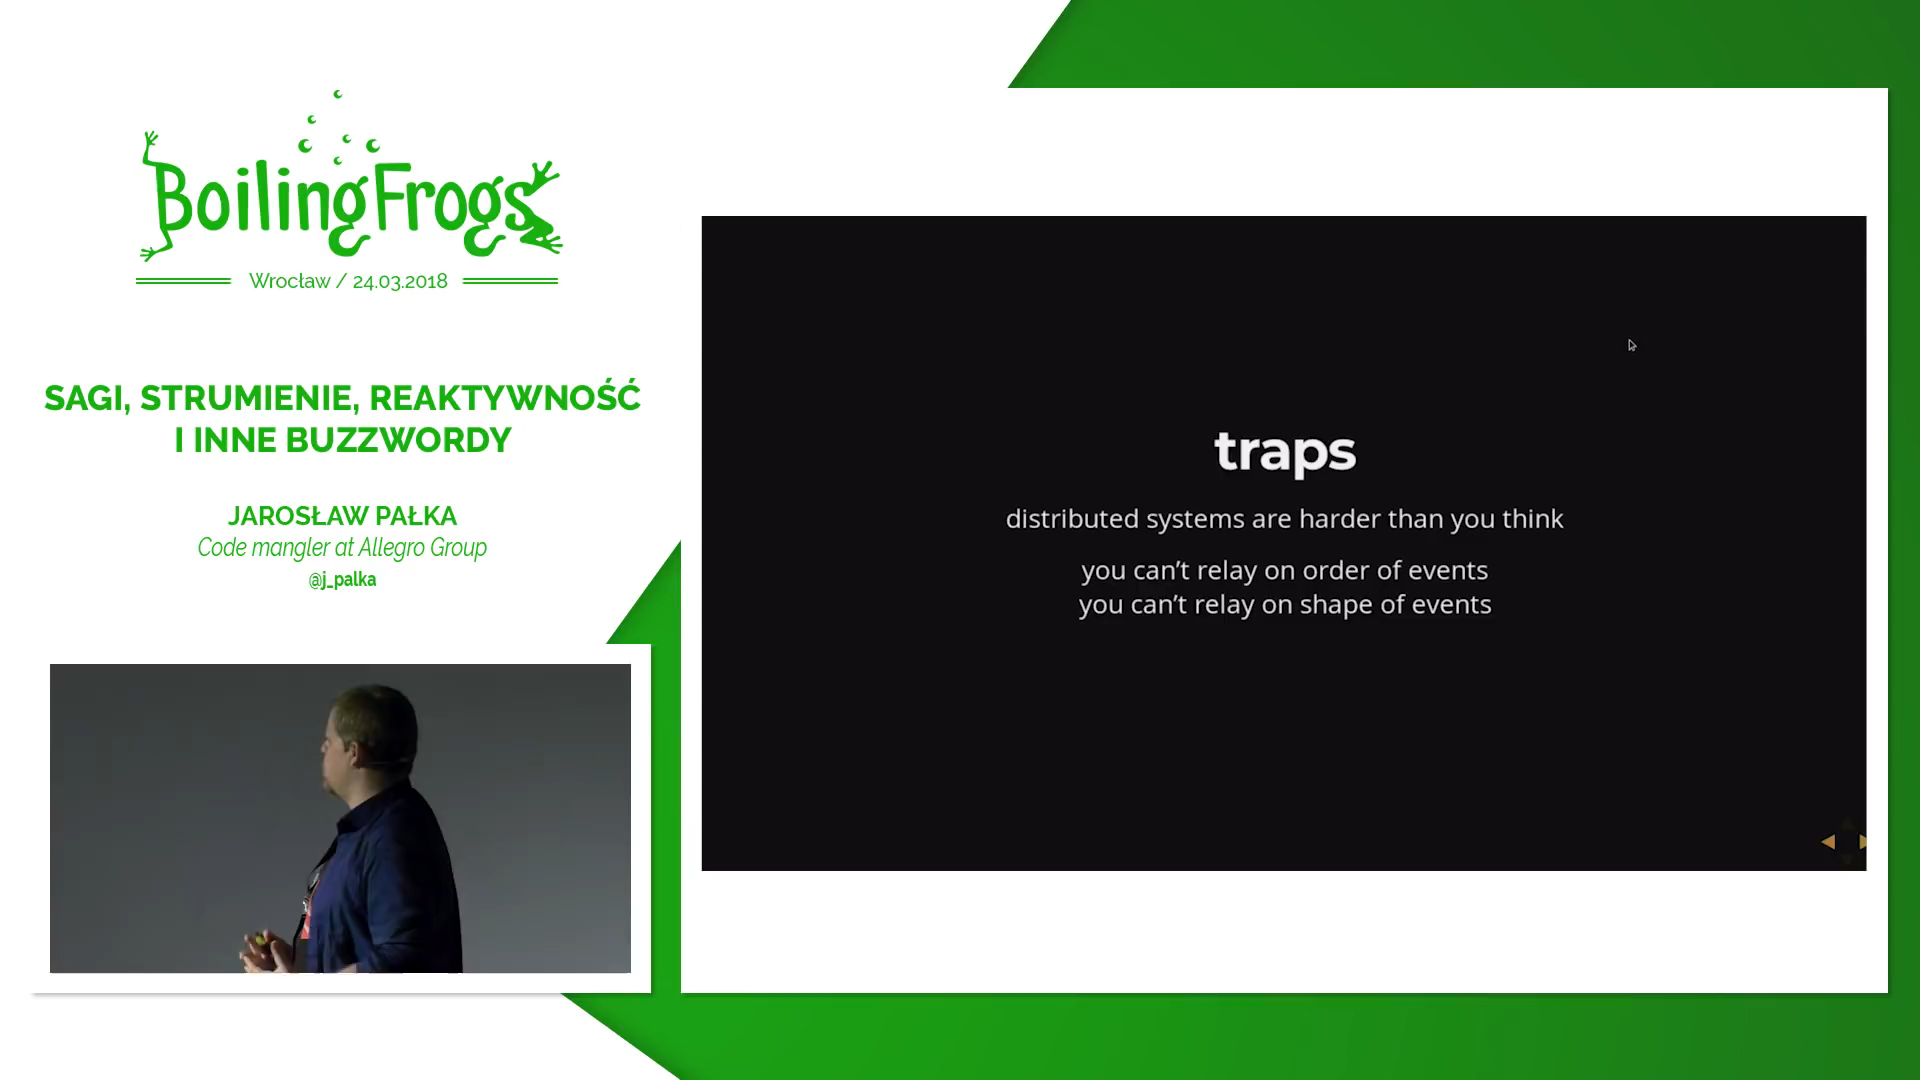 BoilingFrogs
Wrocław / 24.03.2018
SAGI, STRUMIENIE, REAKTYWNOŚĆ
I INNE BUZZWORDY
JAROSŁAW PAŁKA
Code mangler at Allegro Group
@j_palka
traps
distributed systems are harder than you think
you can’t relay on order of events
you can’t relay on shape of events